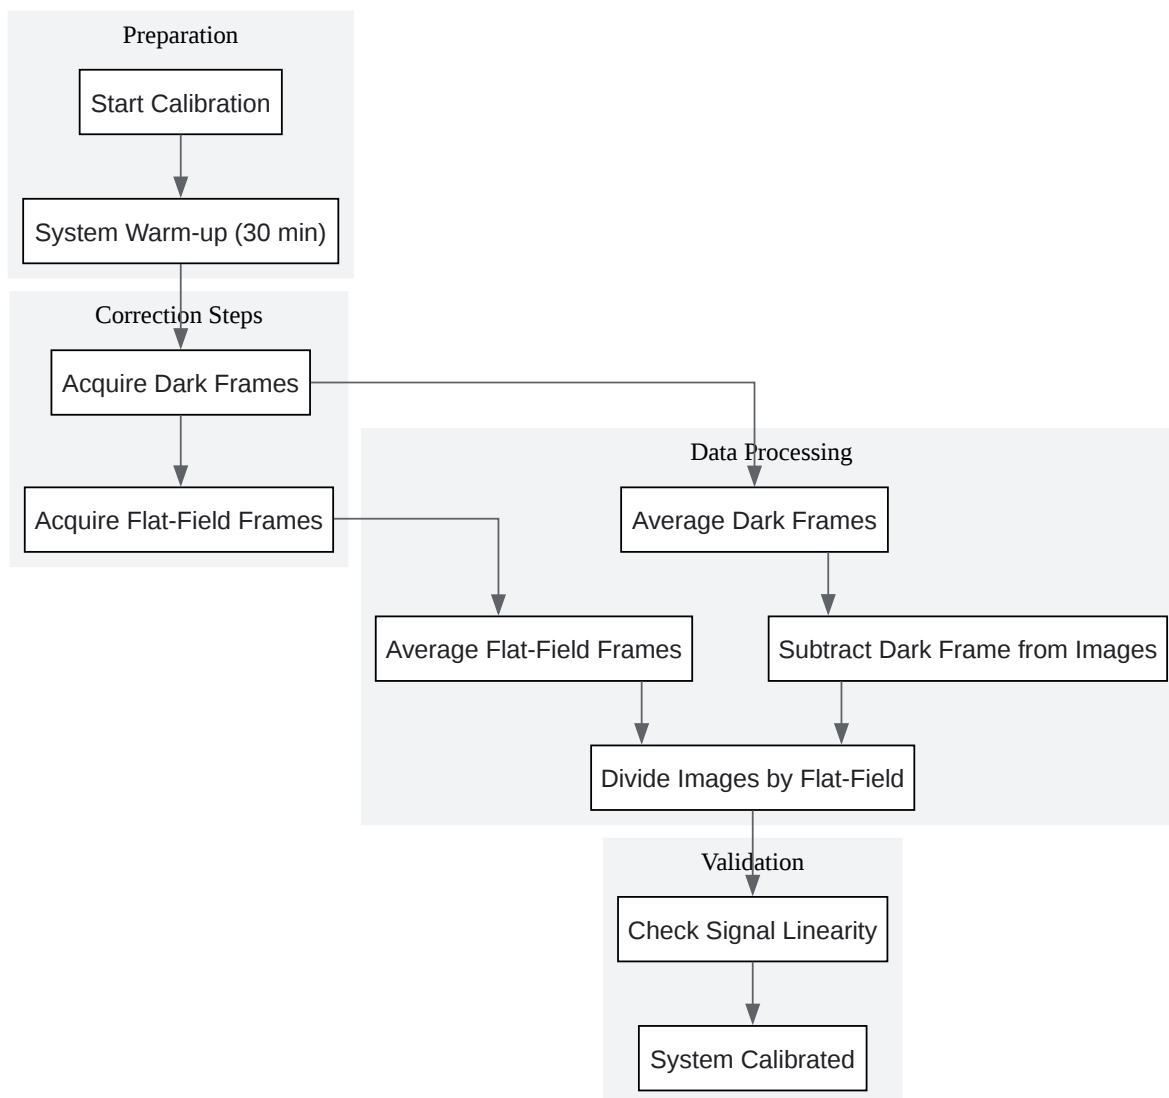 Preparation
Start Calibration
System Warm-up (30 min)
Correction Steps
Acquire Dark Frames
Data Processing
Acquire Flat-Field Frames
Average Dark Frames
Average Flat-Field Frames
Subtract Dark Frame from Images
Divide Images by Flat-Field
Validation
Check Signal Linearity
System Calibrated